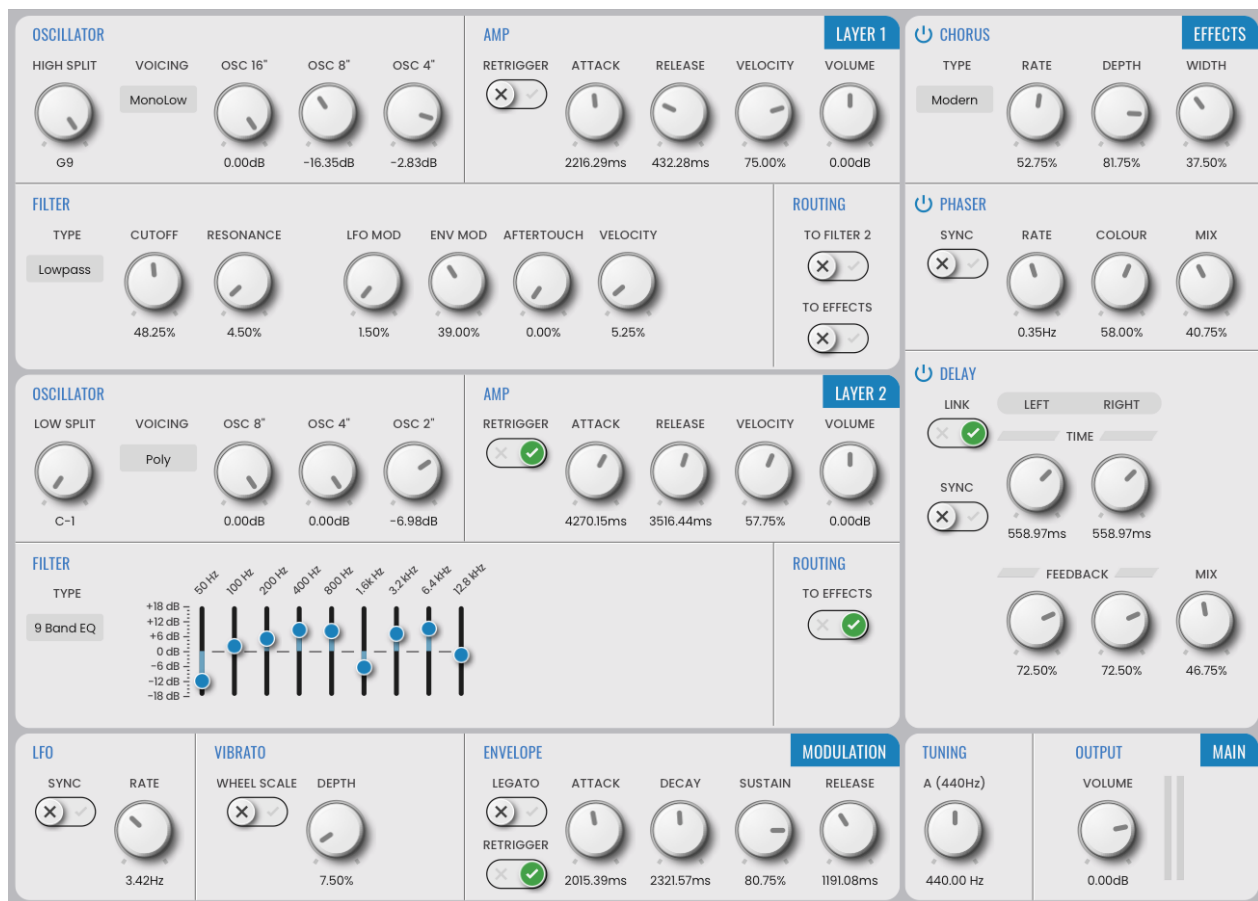 OSCILLATOR
HIGH SPLIT VOICING OSC 16" OSC 8" OSC 4"
MonoLow
G9 0.00dB -16.35dB -2.83dB
AMP LAYER 1
RETRIGGER ATTACK RELEASE VELOCITY VOLUME
2216.29ms 432.28ms 75.00% 0.00dB
FILTER
TYPE CUTOFF RESONANCE LFO MOD ENV MOD AFTERTOUCH VELOCITY
Lowpass
48.25% 4.50% 1.50% 39.00% 0.00% 5.25%
ROUTING
TO FILTER 2
TO EFFECTS
OSCILLATOR
LOW SPLIT VOICING OSC 8" OSC 4" OSC 2"
Poly
C-1 0.00dB 0.00dB -6.98dB
AMP LAYER 2
RETRIGGER ATTACK RELEASE VELOCITY VOLUME
4270.15ms 3516.44ms 57.75% 0.00dB
FILTER
TYPE
9 Band EQ
50 Hz 100 Hz 200 Hz 400 Hz 800 Hz 1.6k Hz 3.2 kHz 6.4 kHz 12.8 kHz
+18 dB
+12 dB
+6 dB
0 dB
-6 dB
-12 dB
-18 dB
ROUTING
TO EFFECTS
LFO
SYNC RATE
3.42Hz
VIBRATO
WHEEL SCALE DEPTH
7.50%
ENVELOPE MODULATION
LEGATO ATTACK DECAY SUSTAIN RELEASE
RETRIGGER
2015.39ms 2321.57ms 80.75% 1191.08ms
CHORUS EFFECTS
TYPE RATE DEPTH WIDTH
Modern
52.75% 81.75% 37.50%
PHASER
SYNC RATE COLOUR MIX
0.35Hz 58.00% 40.75%
DELAY
LINK LEFT RIGHT
TIME
SYNC
558.97ms 558.97ms
FEEDBACK MIX
72.50% 72.50% 46.75%
TUNING
A (440Hz)
440.00 Hz
OUTPUT MAIN
VOLUME
0.00dB